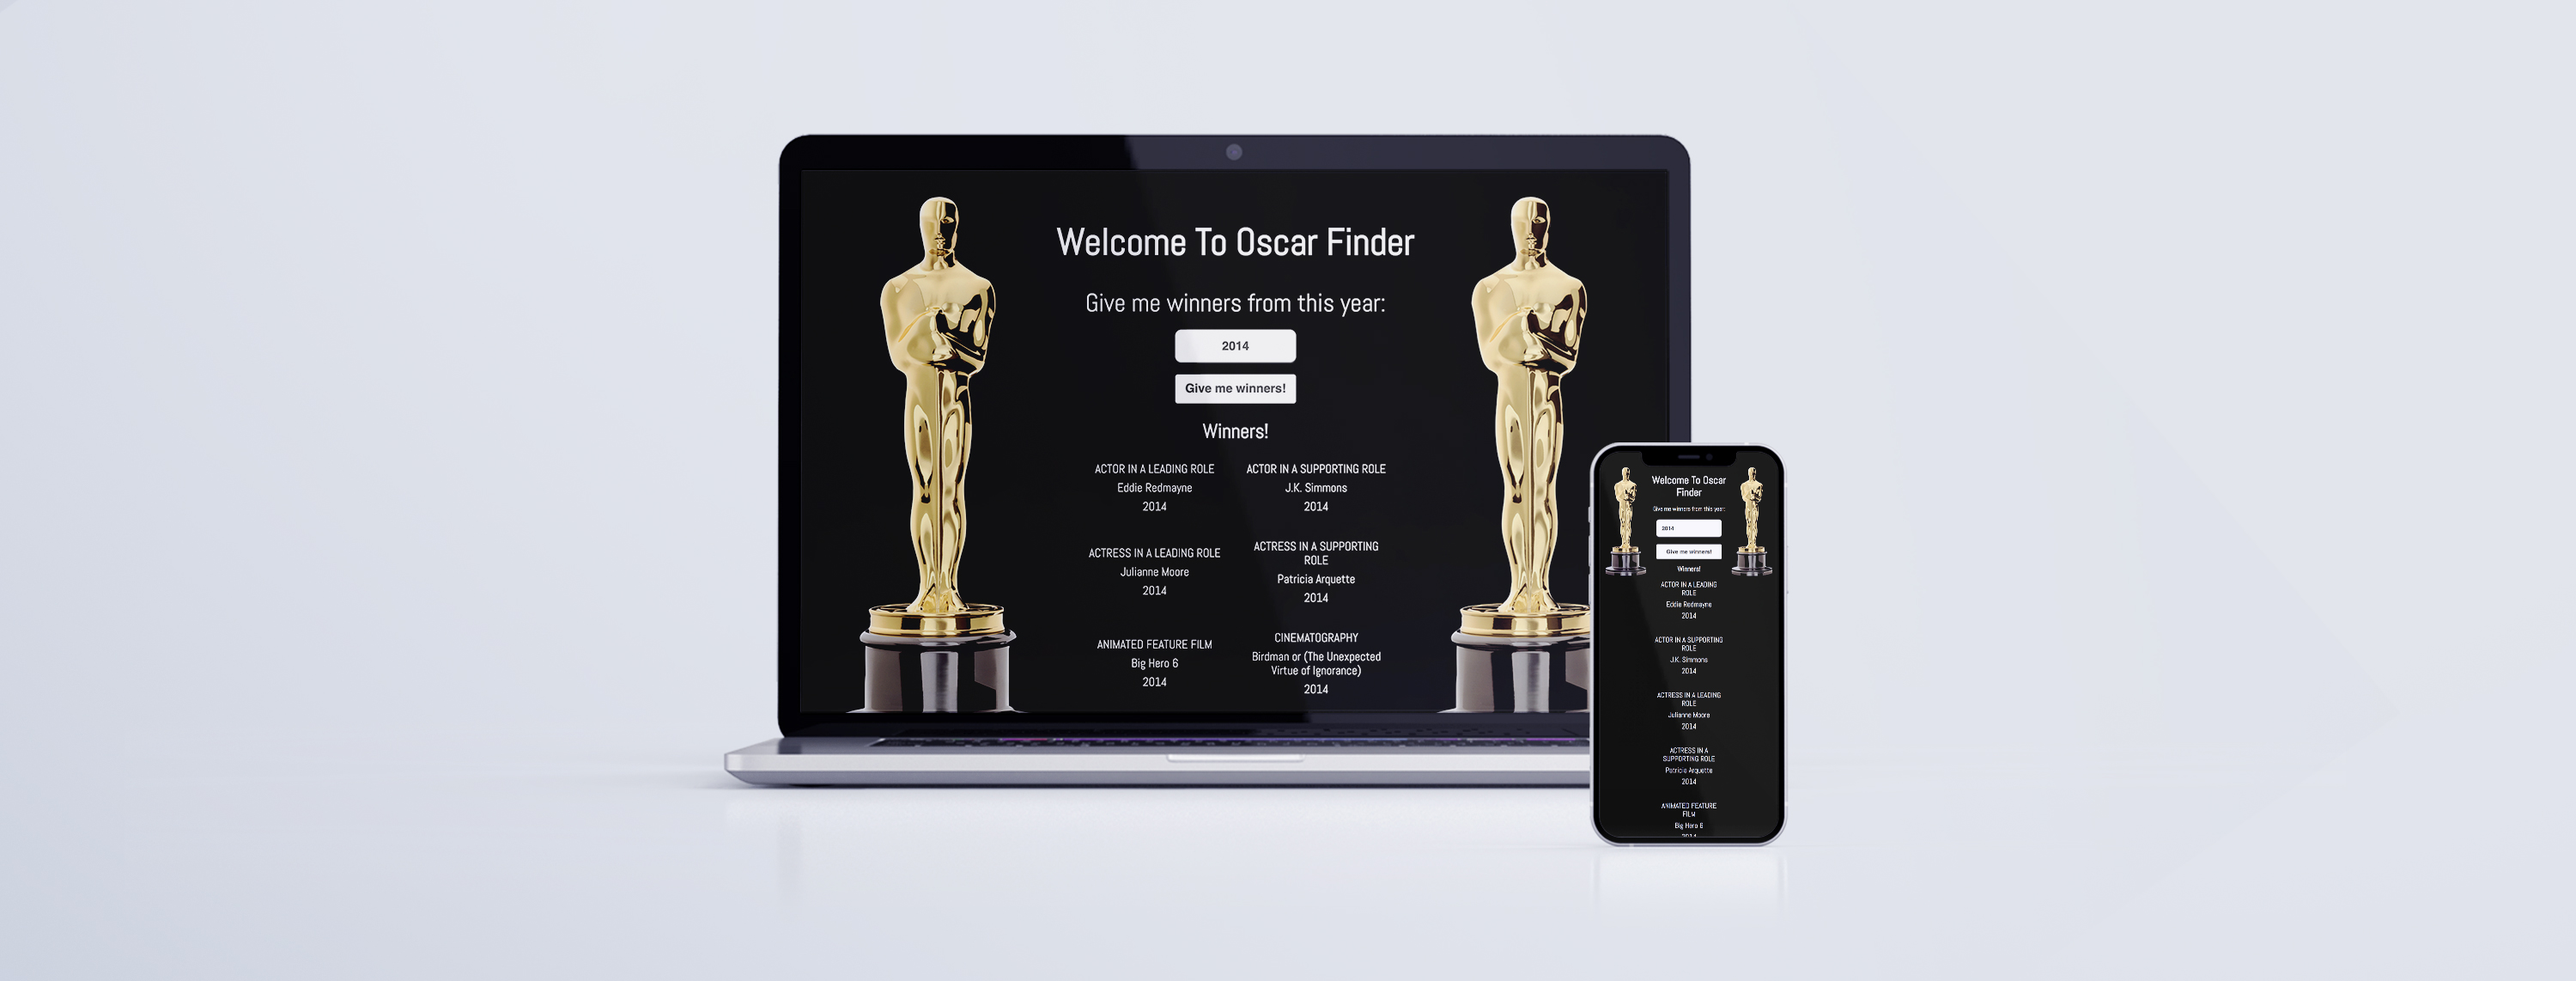 Welcome To Oscar Finder
Give me winners from this year:
2014
Give me winners!
Winners!
ACTOR IN A LEADING ROLE
Eddie Redmayne
2014
ACTOR IN A SUPPORTING ROLE
J.K. Simmons
2014
ACTRESS IN A LEADING ROLE
Julianne Moore
2014
ACTRESS IN A SUPPORTING
ROLE
Patricia Arquette
2014
ANIMATED FEATURE FILM
Big Hero 6
2014
CINEMATOGRAPHY
Birdman or (The Unexpected
Virtue of Ignorance)
2014
Welcome To Oscar
Finder
Give me winners from this year:
2014
Give me winners!
Winners!
ACTOR IN A LEADING
ROLE
Eddie Redmayne
2014
ACTOR IN A SUPPORTING
ROLE
J.K. Simmons
2014
ACTRESS IN A LEADING
ROLE
Julianne Moore
2014
ACTRESS IN A
SUPPORTING ROLE
Patricia Arquette
2014
ANIMATED FEATURE
FILM
Big Hero 6
2014